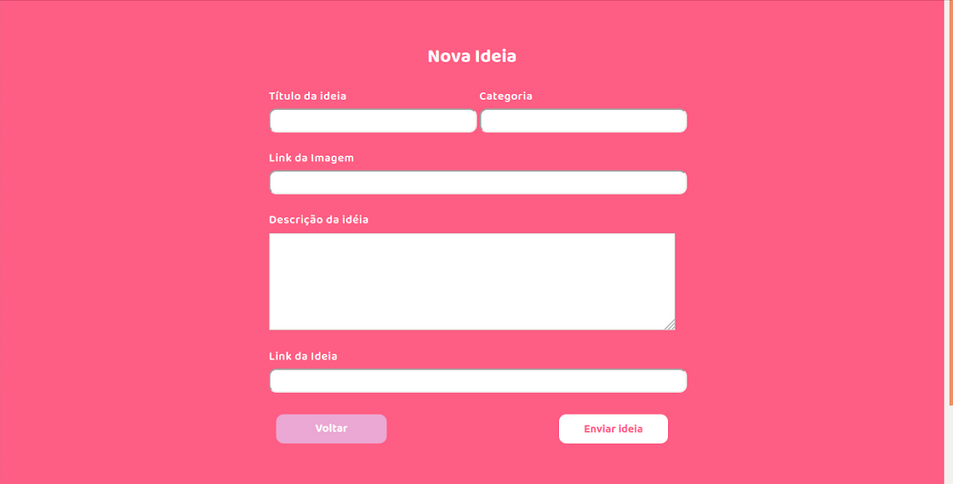 Nova Ideia
Título da ideia Categoria
Link da Imagem
Descrição da idéia
Link da Ideia
Voltar Enviar ideia